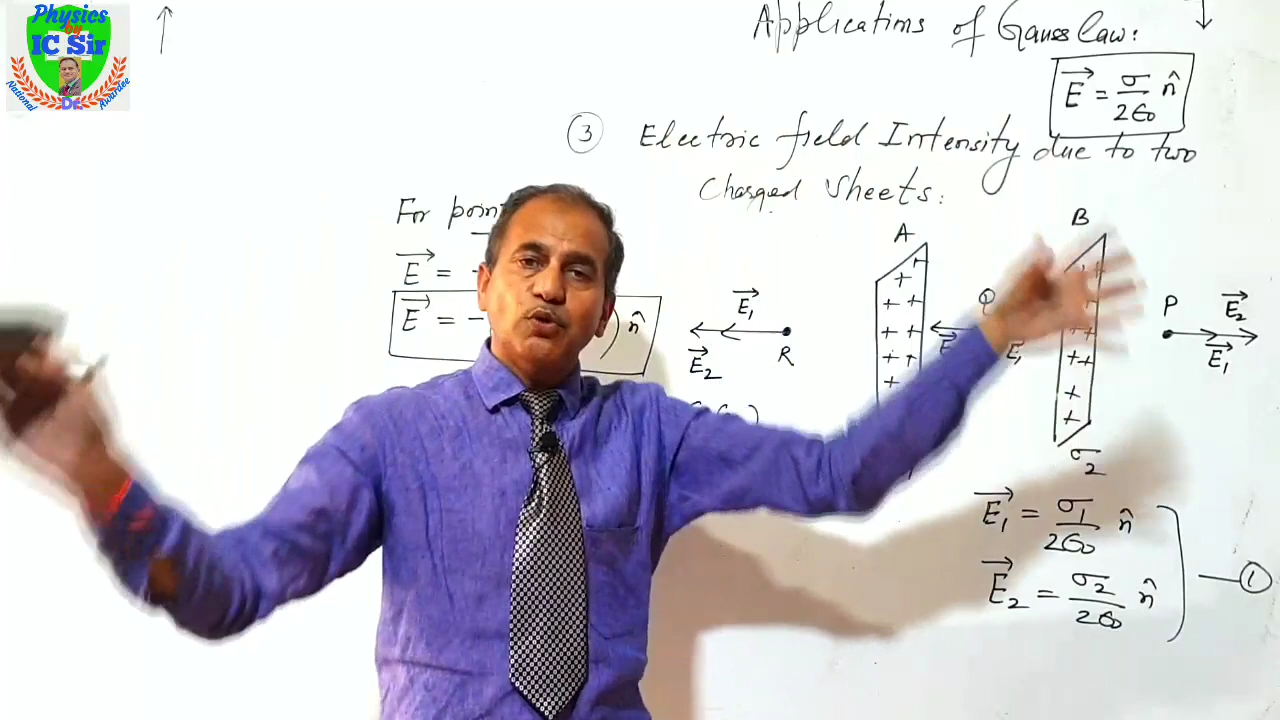 Physics
by
IC Sir
National
Awardee
Dr.
Applications of Gauss law:
E = σ/2ϵ₀ n̂
③ Electric field Intensity due to two
Charged Sheets:
For
E = -
E = - ) n̂
E₁
E₂
R
A
Q
E₁
B
σ₂
P
E₂
E₁
E₁ = σ₁/2ϵ₀ n̂
E₂ = σ₂/2ϵ₀ n̂
①